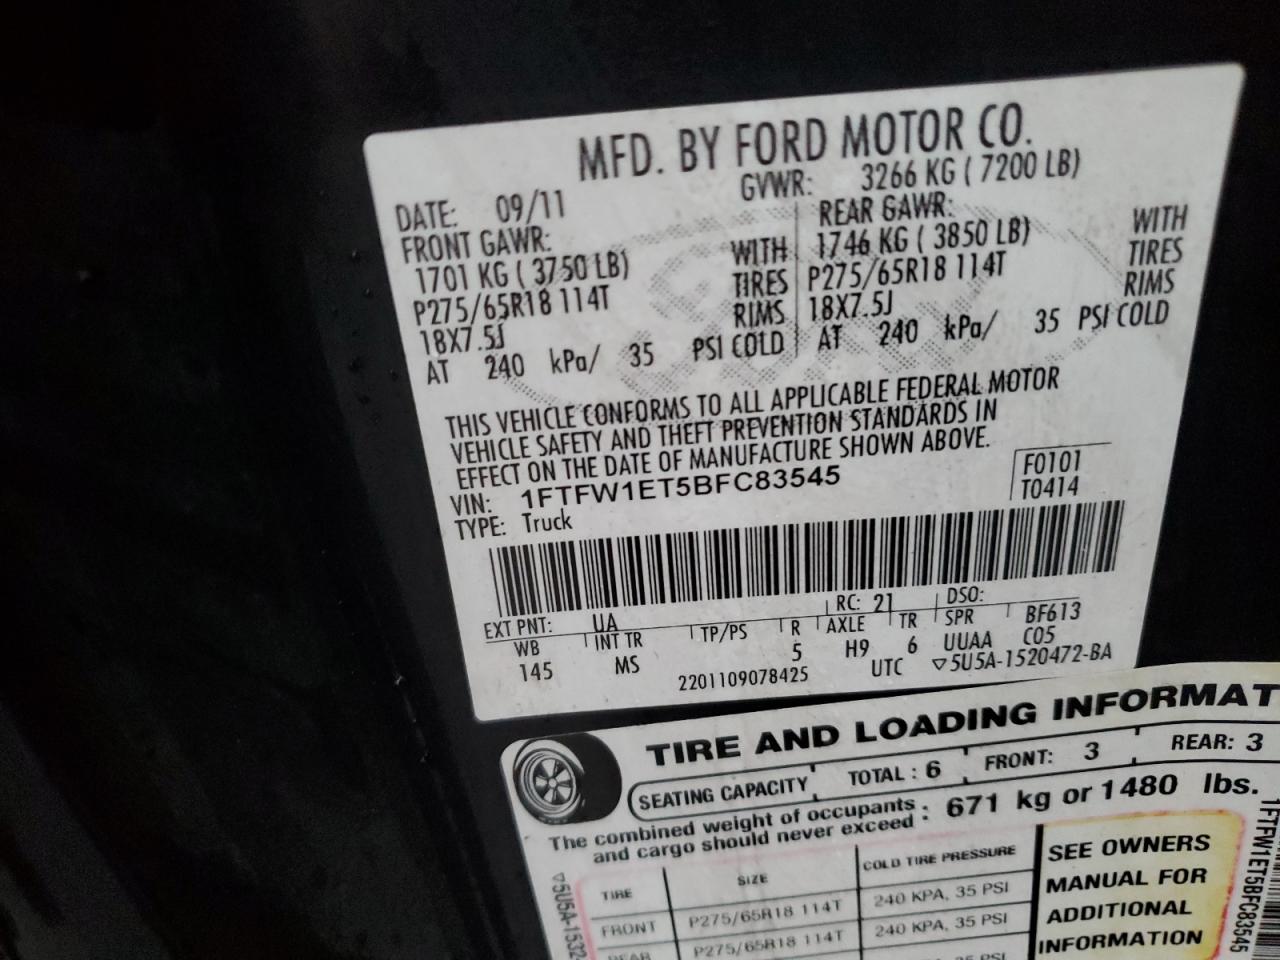 MFD. BY FORD MOTOR CO.
DATE: 09/11 GVWR: 3266 KG ( 7200 LB)
FRONT GAWR: REAR GAWR:
1701 KG ( 3750 LB) WITH 1746 KG ( 3850 LB) WITH
P275/65R18 114T TIRES P275/65R18 114T TIRES
18X7.5J RIMS 18X7.5J RIMS
AT 240 kPa/ 35 PSI COLD AT 240 kPa/ 35 PSI COLD
THIS VEHICLE CONFORMS TO ALL APPLICABLE FEDERAL MOTOR
VEHICLE SAFETY AND THEFT PREVENTION STANDARDS IN
EFFECT ON THE DATE OF MANUFACTURE SHOWN ABOVE.
VIN: 1FTFW1ET5BFC83545 F0101
TYPE: Truck T0414
EXT PNT: UA RC: 21 DSO:
WB INT TR TP/PS R AXLE TR SPR BF613
145 MS 5 H9 6 UUAA C05
2201109078425 UTC ▽5U5A-1520472-BA
TIRE AND LOADING INFORMAT
SEATING CAPACITY TOTAL : 6 FRONT: 3 REAR: 3
The combined weight of occupants
and cargo should never exceed : 671 kg or 1480 lbs.
TIRE SIZE COLD TIRE PRESSURE
FRONT P275/65R18 114T 240 KPA, 35 PSI
REAR P275/65R18 114T 240 KPA, 35 PSI
35 PSI
SEE OWNERS
MANUAL FOR
ADDITIONAL
INFORMATION
▽5U5A-1532
1FTFW1ET5BFC83545